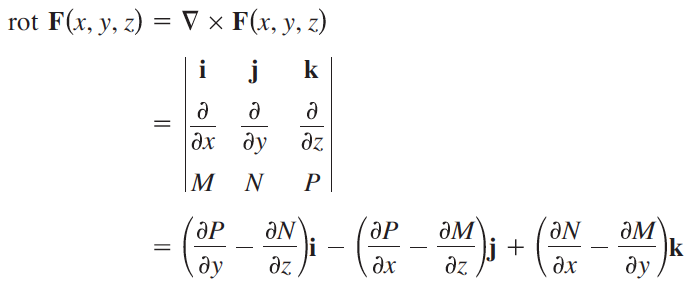 rot F(x, y, z) = ∇ × F(x, y, z)
= | i j k |
| ∂/∂x ∂/∂y ∂/∂z |
| M N P |
= (∂P/∂y − ∂N/∂z)i − (∂P/∂x − ∂M/∂z)j + (∂N/∂x − ∂M/∂y)k